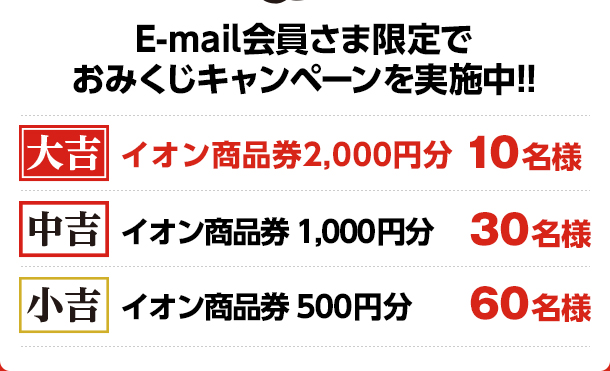 E-mail会員さま限定で
おみくじキャンペーンを実施中!!
大吉 イオン商品券2,000円分 10名様
中吉 イオン商品券 1,000円分 30名様
小吉 イオン商品券 500円分 60名様